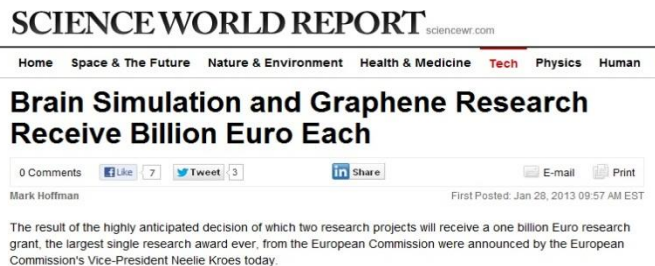 SCIENCE WORLD REPORT sciencewr.com
Home Space & The Future Nature & Environment Health & Medicine Tech Physics Human
Brain Simulation and Graphene Research
Receive Billion Euro Each
0 Comments Like 7 Tweet 3 in Share E-mail Print
Mark Hoffman First Posted: Jan 28, 2013 09:57 AM EST
The result of the highly anticipated decision of which two research projects will receive a one billion Euro research
grant, the largest single research award ever, from the European Commission were announced by the European
Commission's Vice-President Neelie Kroes today.